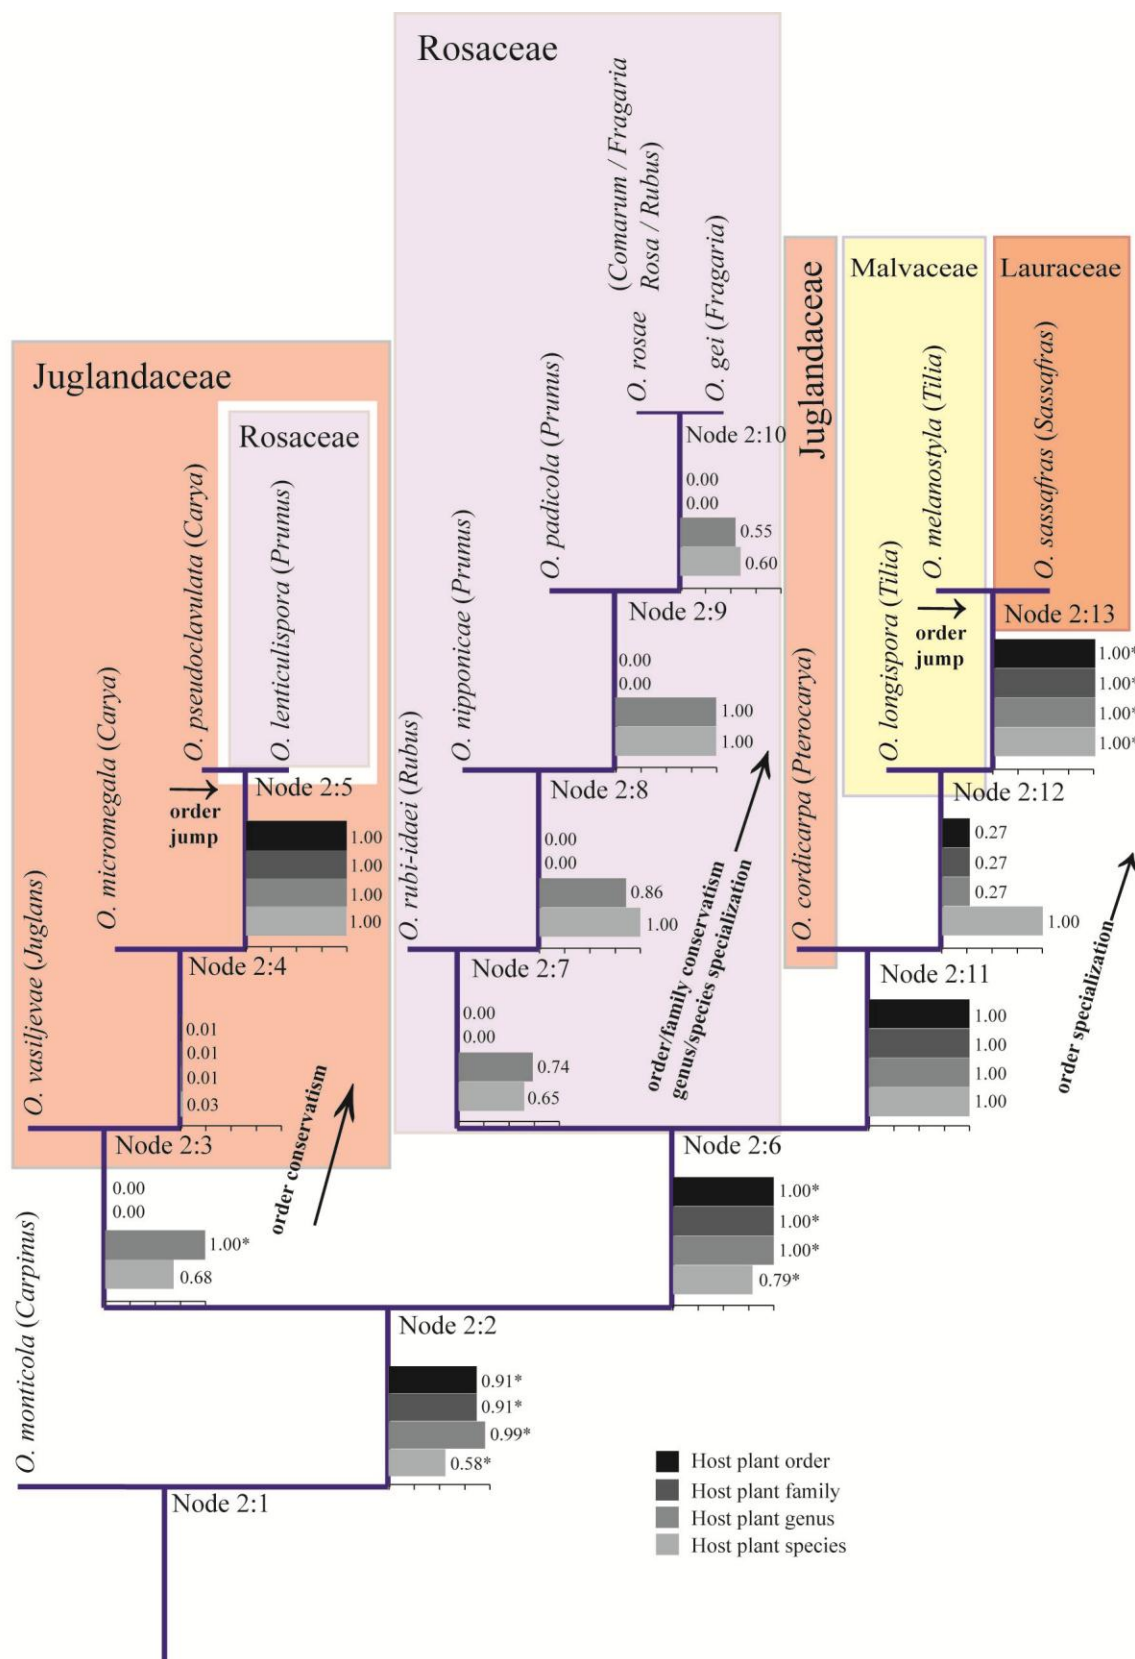 Rosaceae
(Comarum / Fragaria
Rosa / Rubus)
O. rosae
O. gei (Fragaria)
O. padicola (Prunus)
O. nipponicae (Prunus)
O. rubi-idaei (Rubus)
Juglandaceae
Rosaceae
O. pseudoclavulata (Carya)
O. lenticulispora (Prunus)
O. micromegala (Carya)
O. vasiljevae (Juglans)
O. monticola (Carpinus)
Juglandaceae
O. cordicarpa (Pterocarya)
Malvaceae
O. longispora (Tilia)
O. melanostyla (Tilia)
Lauraceae
O. sassafras (Sassafras)
Node 2:10
0.00
0.00
0.55
0.60
Node 2:9
0.00
0.00
1.00
1.00
Node 2:13
1.00*
1.00*
1.00*
1.00*
order
jump
Node 2:5
1.00
1.00
1.00
1.00
order
jump
Node 2:8
0.00
0.00
0.86
1.00
Node 2:12
0.27
0.27
0.27
1.00
Node 2:4
0.01
0.01
0.01
0.03
Node 2:7
0.00
0.00
0.74
0.65
order/family conservatism
genus/species specialization
Node 2:11
1.00
1.00
1.00
1.00
order specialization
Node 2:3
0.00
0.00
1.00*
0.68
order conservatism
Node 2:6
1.00*
1.00*
1.00*
0.79*
Node 2:2
0.91*
0.91*
0.99*
0.58*
Node 2:1
Host plant order
Host plant family
Host plant genus
Host plant species